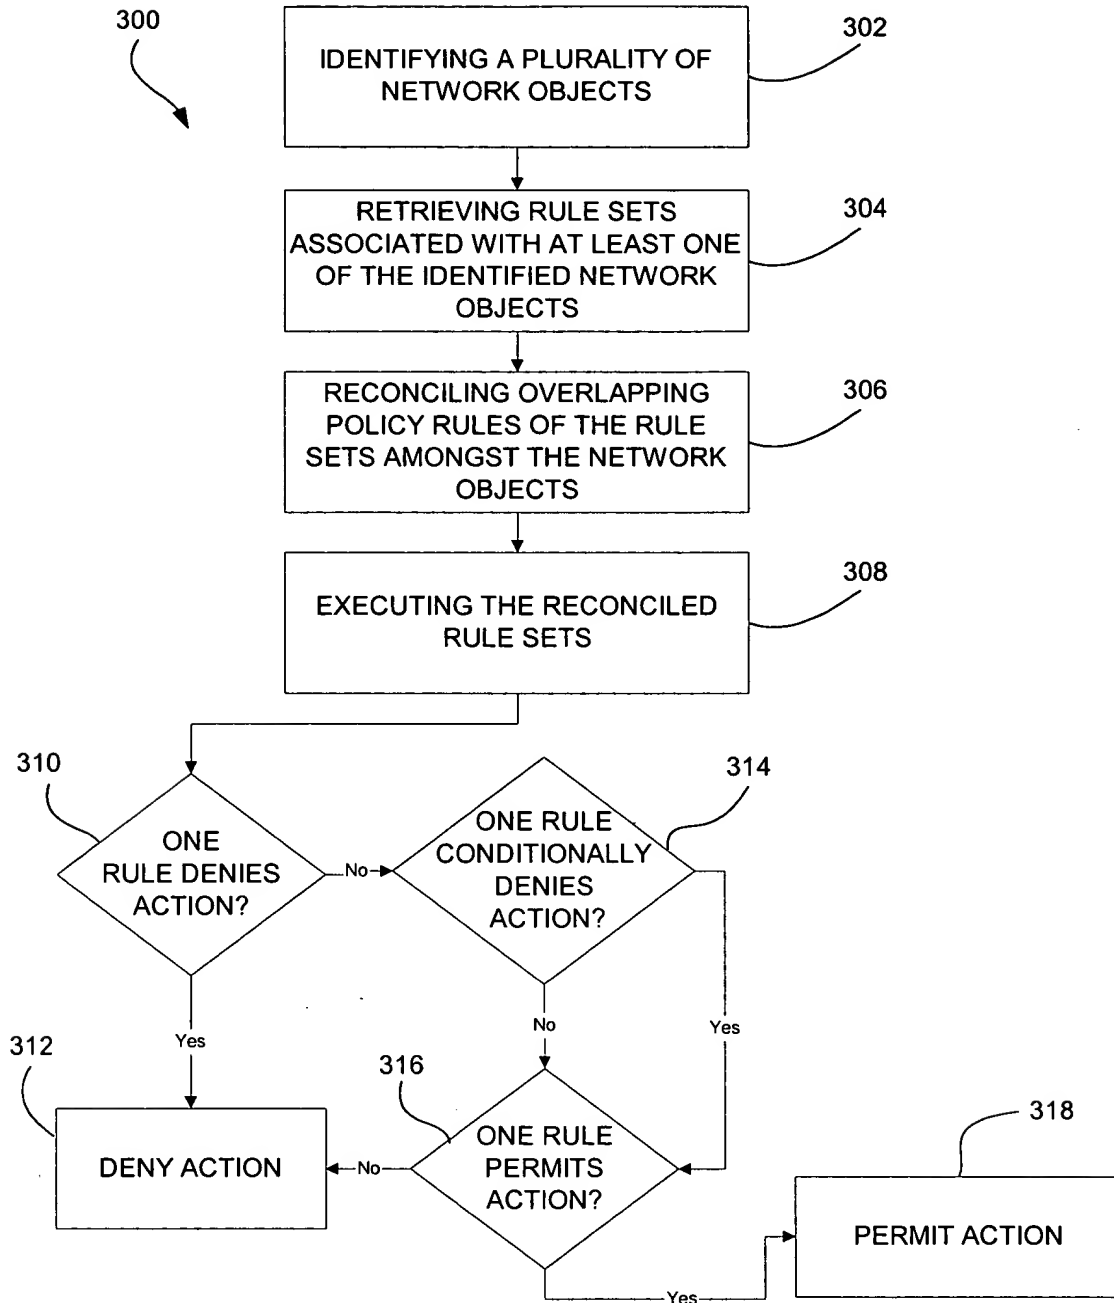 300
302
IDENTIFYING A PLURALITY OF
NETWORK OBJECTS
304
RETRIEVING RULE SETS
ASSOCIATED WITH AT LEAST ONE
OF THE IDENTIFIED NETWORK
OBJECTS
306
RECONCILING OVERLAPPING
POLICY RULES OF THE RULE
SETS AMONGST THE NETWORK
OBJECTS
308
EXECUTING THE RECONCILED
RULE SETS
310
ONE
RULE DENIES
ACTION?
No
314
ONE RULE
CONDITIONALLY
DENIES
ACTION?
Yes
No
Yes
312
DENY ACTION
316
ONE RULE
PERMITS
ACTION?
No
Yes
318
PERMIT ACTION